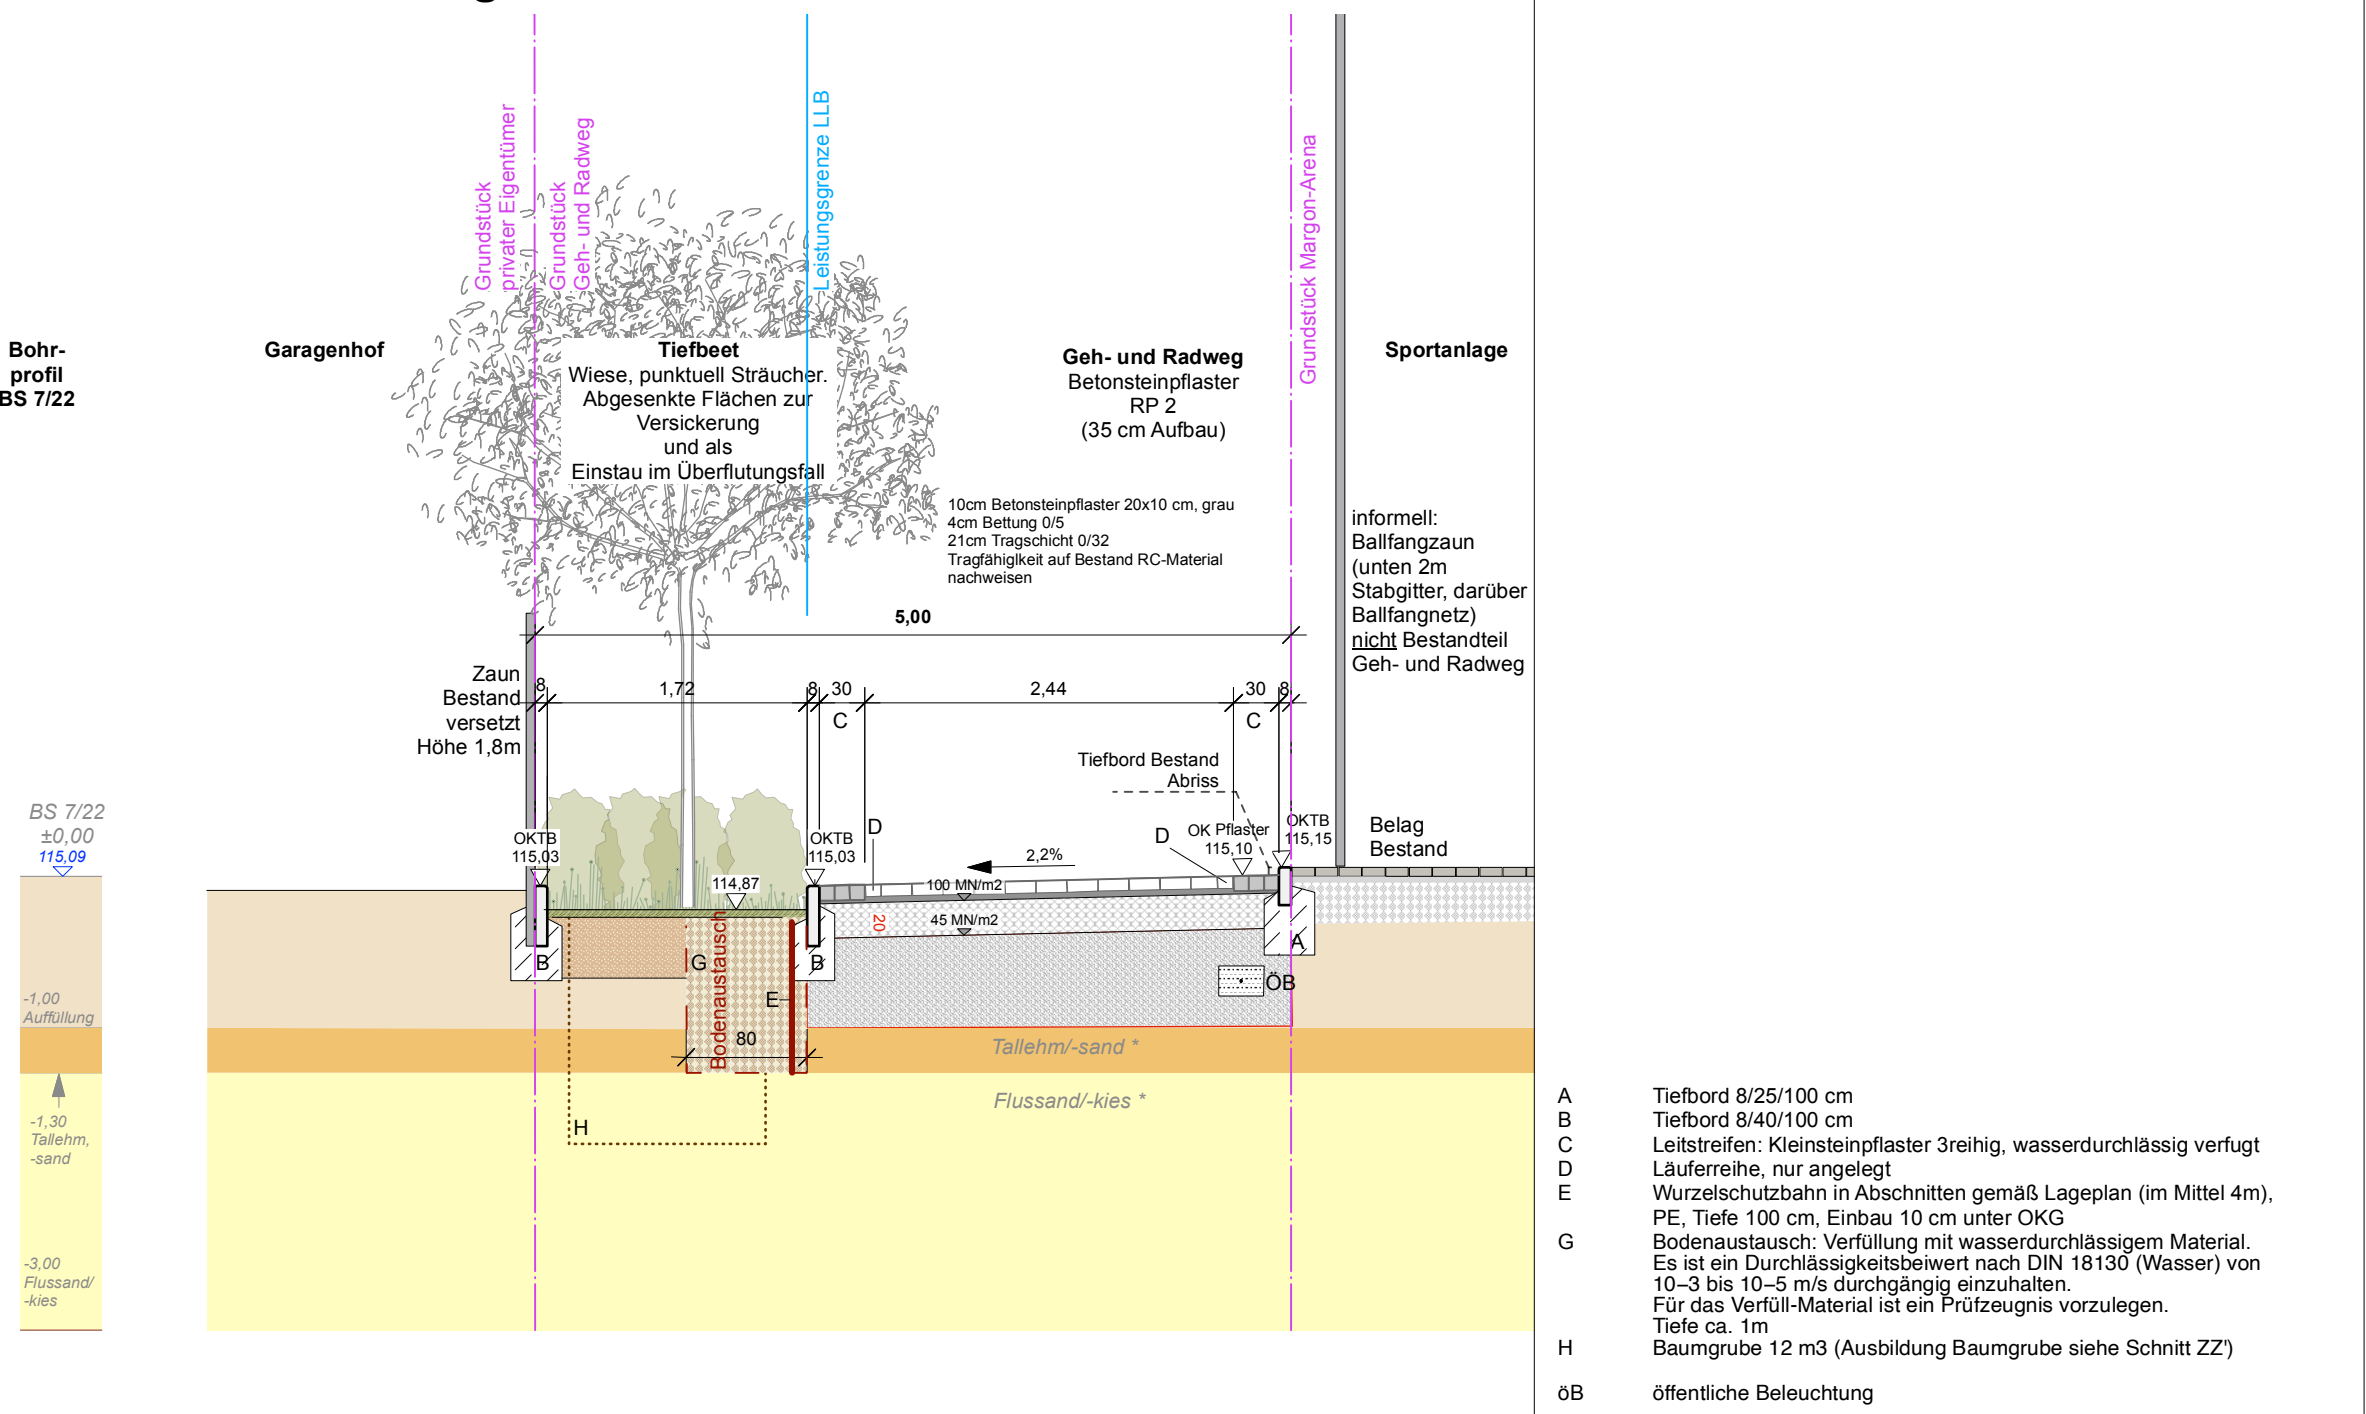 g
Grundstück
privater Eigentümer
Grundstück
Geh- und Radweg
Leistungsgrenze LLB
Grundstück Margon-Arena
Bohr-
profil
BS 7/22
Garagenhof
Tiefbeet
Wiese, punktuell Sträucher.
Abgesenkte Flächen zur
Versickerung
und als
Einstau im Überflutungsfall
Geh- und Radweg
Betonsteinpflaster
RP 2
(35 cm Aufbau)
Sportanlage
10cm Betonsteinpflaster 20x10 cm, grau
4cm Bettung 0/5
21cm Tragschicht 0/32
Tragfähiglkeit auf Bestand RC-Material
nachweisen
informell:
Ballfangzaun
(unten 2m
Stabgitter, darüber
Ballfangnetz)
nicht Bestandteil
Geh- und Radweg
5,00
Zaun
Bestand
versetzt
Höhe 1,8m
8
1,72
8
30
2,44
30
8
C
C
Tiefbord Bestand
Abriss
BS 7/22
±0,00
115,09
OKTB
115,03
OKTB
115,03
D
D
OK Pflaster
115,10
OKTB
115,15
Belag
Bestand
2,2%
114,87
100 MN/m2
45 MN/m2
20
B
G
Bodenaustausch
B
A
E
ÖB
80
H
-1,00
Auffüllung
Tallehm/-sand *
Flussand/-kies *
-1,30
Tallehm,
-sand
-3,00
Flussand/
-kies
A Tiefbord 8/25/100 cm
B Tiefbord 8/40/100 cm
C Leitstreifen: Kleinsteinpflaster 3reihig, wasserdurchlässig verfugt
D Läuferreihe, nur angelegt
E Wurzelschutzbahn in Abschnitten gemäß Lageplan (im Mittel 4m),
PE, Tiefe 100 cm, Einbau 10 cm unter OKG
G Bodenaustausch: Verfüllung mit wasserdurchlässigem Material.
Es ist ein Durchlässigkeitsbeiwert nach DIN 18130 (Wasser) von
10–3 bis 10–5 m/s durchgängig einzuhalten.
Für das Verfüll-Material ist ein Prüfzeugnis vorzulegen.
Tiefe ca. 1m
H Baumgrube 12 m3 (Ausbildung Baumgrube siehe Schnitt ZZ')
öB öffentliche Beleuchtung